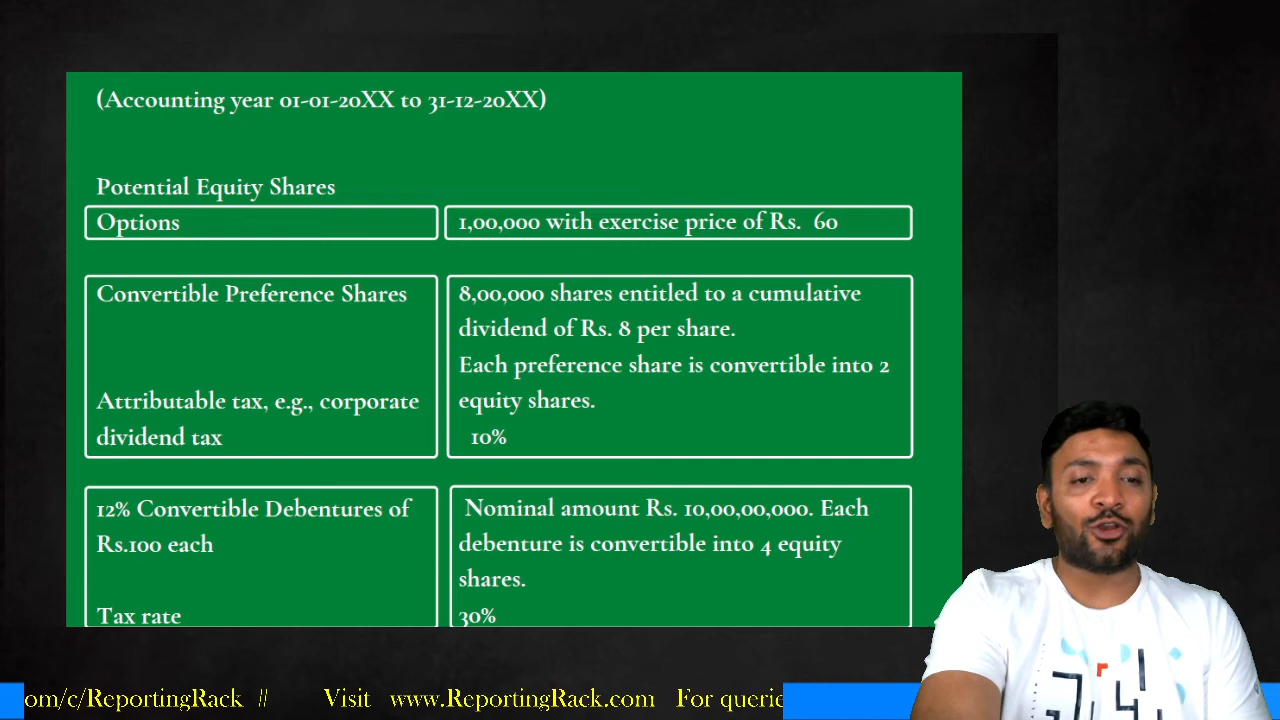 (Accounting year 01-01-20XX to 31-12-20XX)
Potential Equity Shares
Options
1,00,000 with exercise price of Rs. 60
Convertible Preference Shares
8,00,000 shares entitled to a cumulative
dividend of Rs. 8 per share.
Each preference share is convertible into 2
equity shares.
Attributable tax, e.g., corporate
dividend tax
10%
12% Convertible Debentures of
Rs.100 each
Nominal amount Rs. 10,00,00,000. Each
debenture is convertible into 4 equity
shares.
Tax rate
30%
om/c/ReportingRack # Visit www.ReportingRack.com For querie